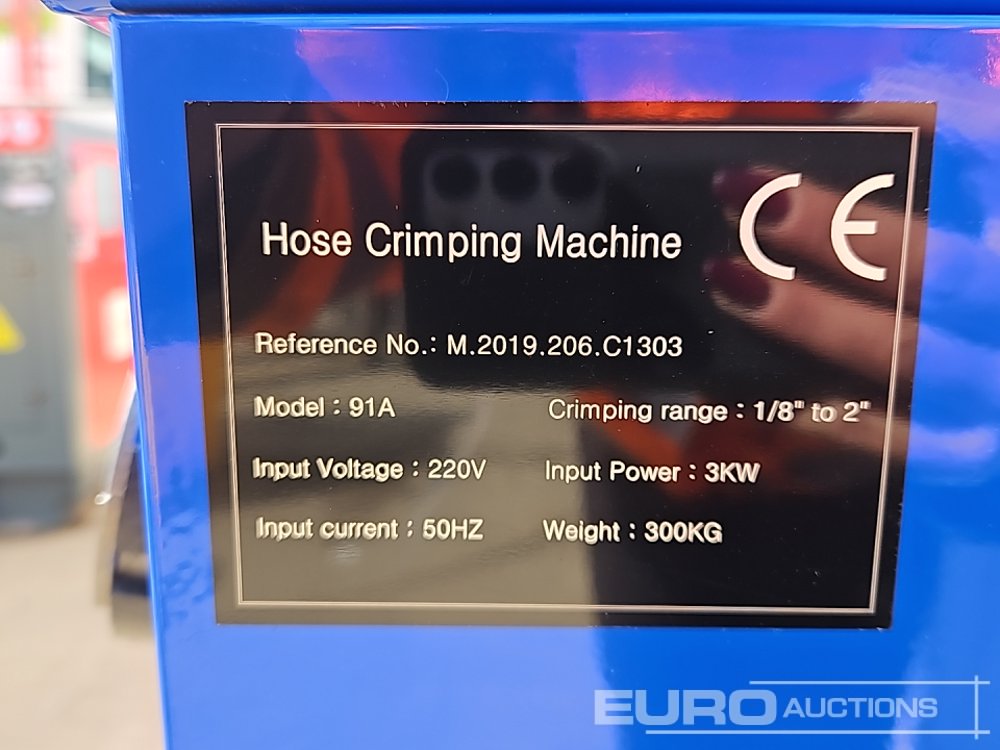 CE
Hose Crimping Machine
Reference No.: M.2019.206.C1303
Model : 91A Crimping range : 1/8" to 2"
Input Voltage : 220V Input Power : 3KW
Input current : 50HZ Weight : 300KG
EURO AUCTIONS